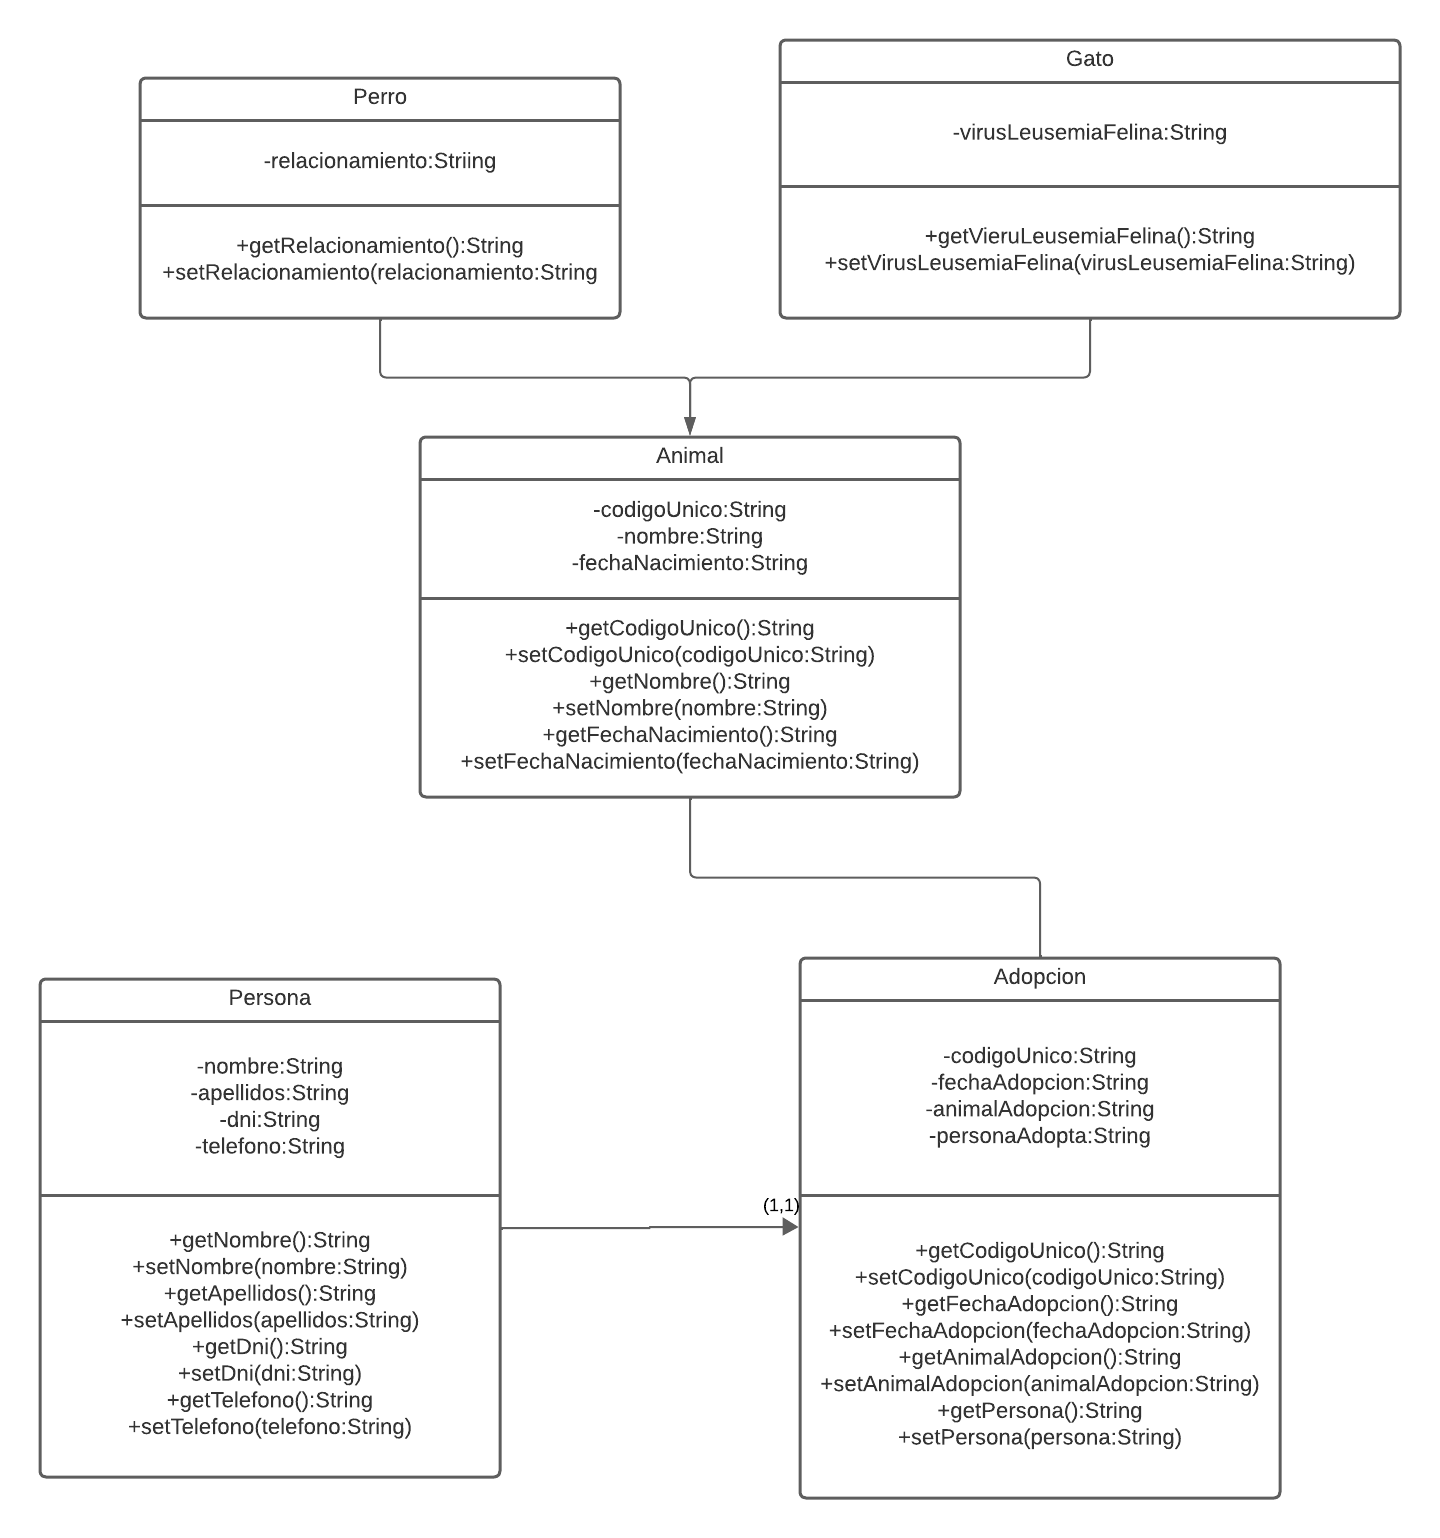 Perro
-relacionamiento:Striing
+getRelacionamiento():String
+setRelacionamiento(relacionamiento:String
Gato
-virusLeusemiaFelina:String
+getVieruLeusemiaFelina():String
+setVirusLeusemiaFelina(virusLeusemiaFelina:String)
Animal
-codigoUnico:String
-nombre:String
-fechaNacimiento:String
+getCodigoUnico():String
+setCodigoUnico(codigoUnico:String)
+getNombre():String
+setNombre(nombre:String)
+getFechaNacimiento():String
+setFechaNacimiento(fechaNacimiento:String)
Persona
-nombre:String
-apellidos:String
-dni:String
-telefono:String
+getNombre():String
+setNombre(nombre:String)
+getApellidos():String
+setApellidos(apellidos:String)
+getDni():String
+setDni(dni:String)
+getTelefono():String
+setTelefono(telefono:String)
(1,1)
Adopcion
-codigoUnico:String
-fechaAdopcion:String
-animalAdopcion:String
-personaAdopta:String
+getCodigoUnico():String
+setCodigoUnico(codigoUnico:String)
+getFechaAdopcion():String
+setFechaAdopcion(fechaAdopcion:String)
+getAnimalAdopcion():String
+setAnimalAdopcion(animalAdopcion:String)
+getPersona():String
+setPersona(persona:String)